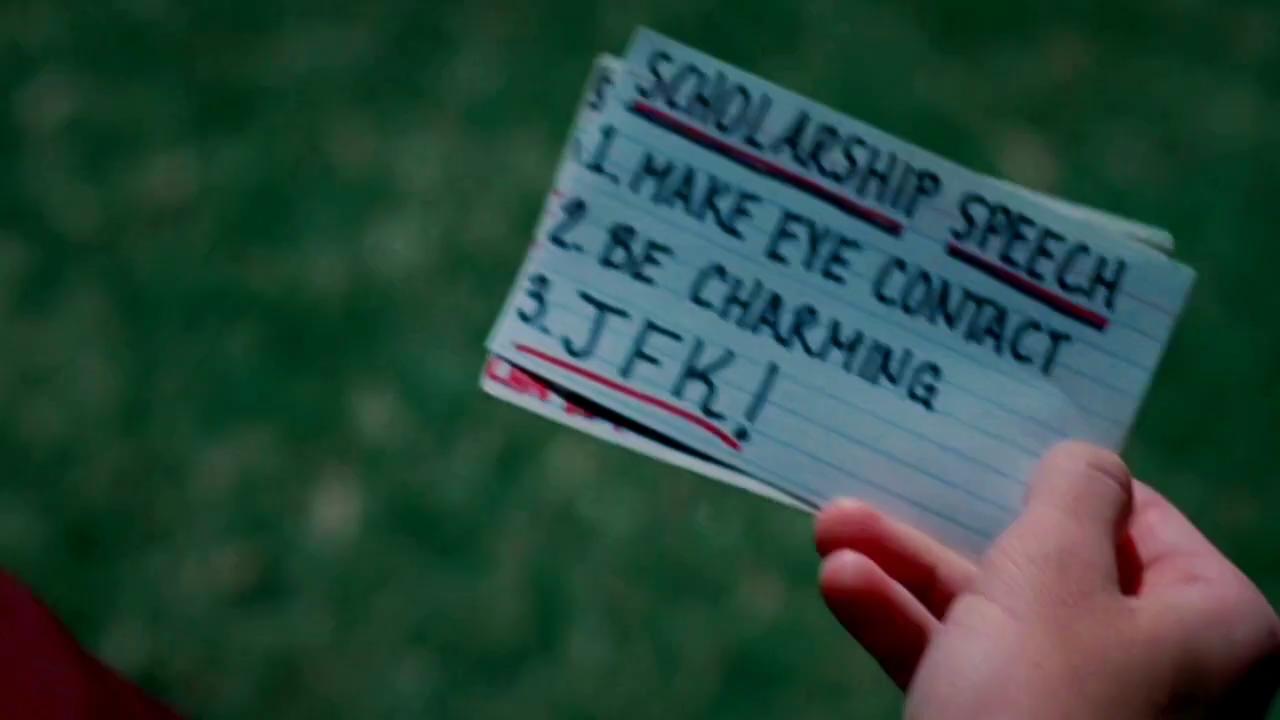 SCHOLARSHIP SPEECH
1. MAKE EYE CONTACT
2. BE CHARMING
3. JFK!